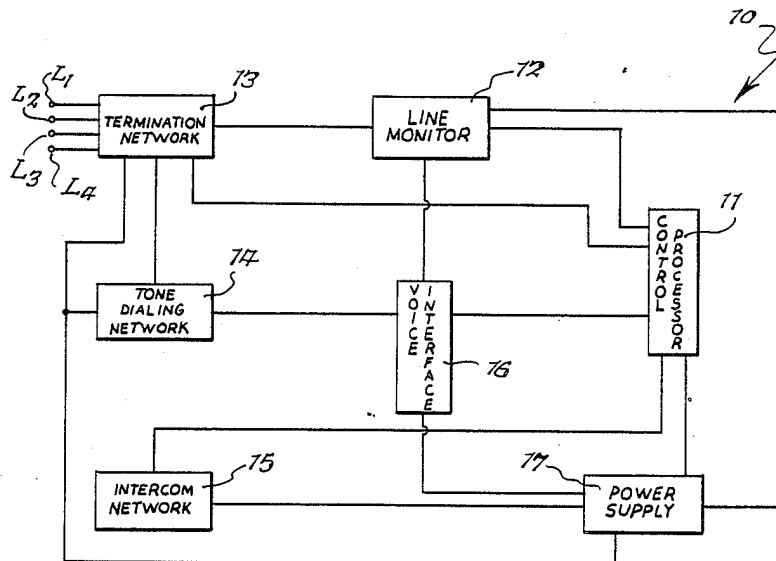 10
L1
L2
L3
L4
13
TERMINATION
NETWORK
12
LINE
MONITOR
11
CONTROL
PROCESSOR
14
TONE
DIALING
NETWORK
VOICE
INTERFACE
16
15
INTERCOM
NETWORK
17
POWER
SUPPLY